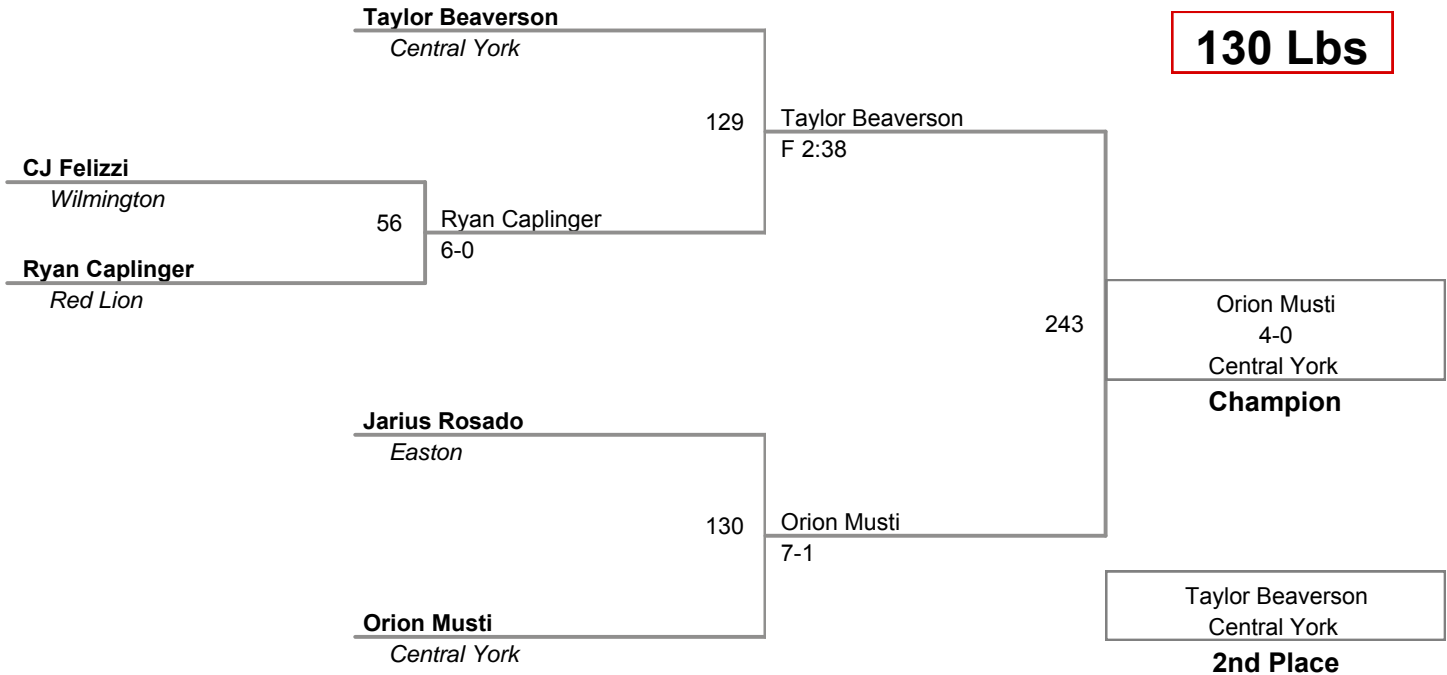 Taylor Beaverson
Central York
130 Lbs
129
Taylor Beaverson
F 2:38
CJ Felizzi
Wilmington
56
Ryan Caplinger
6-0
Ryan Caplinger
Red Lion
243
Orion Musti
4-0
Central York
Champion
Jarius Rosado
Easton
130
Orion Musti
7-1
Orion Musti
Central York
Taylor Beaverson
Central York
2nd Place